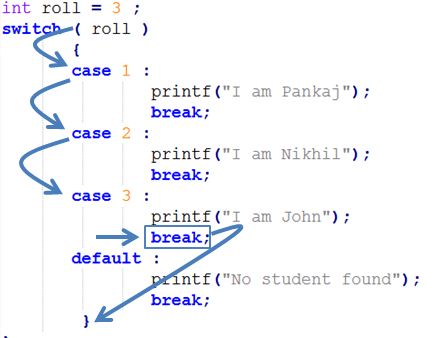 int roll = 3 ;
switch ( roll )
{
case 1 :
printf("I am Pankaj");
break;
case 2 :
printf("I am Nikhil");
break;
case 3 :
printf("I am John");
break;
default :
printf("No student found");
break;
}